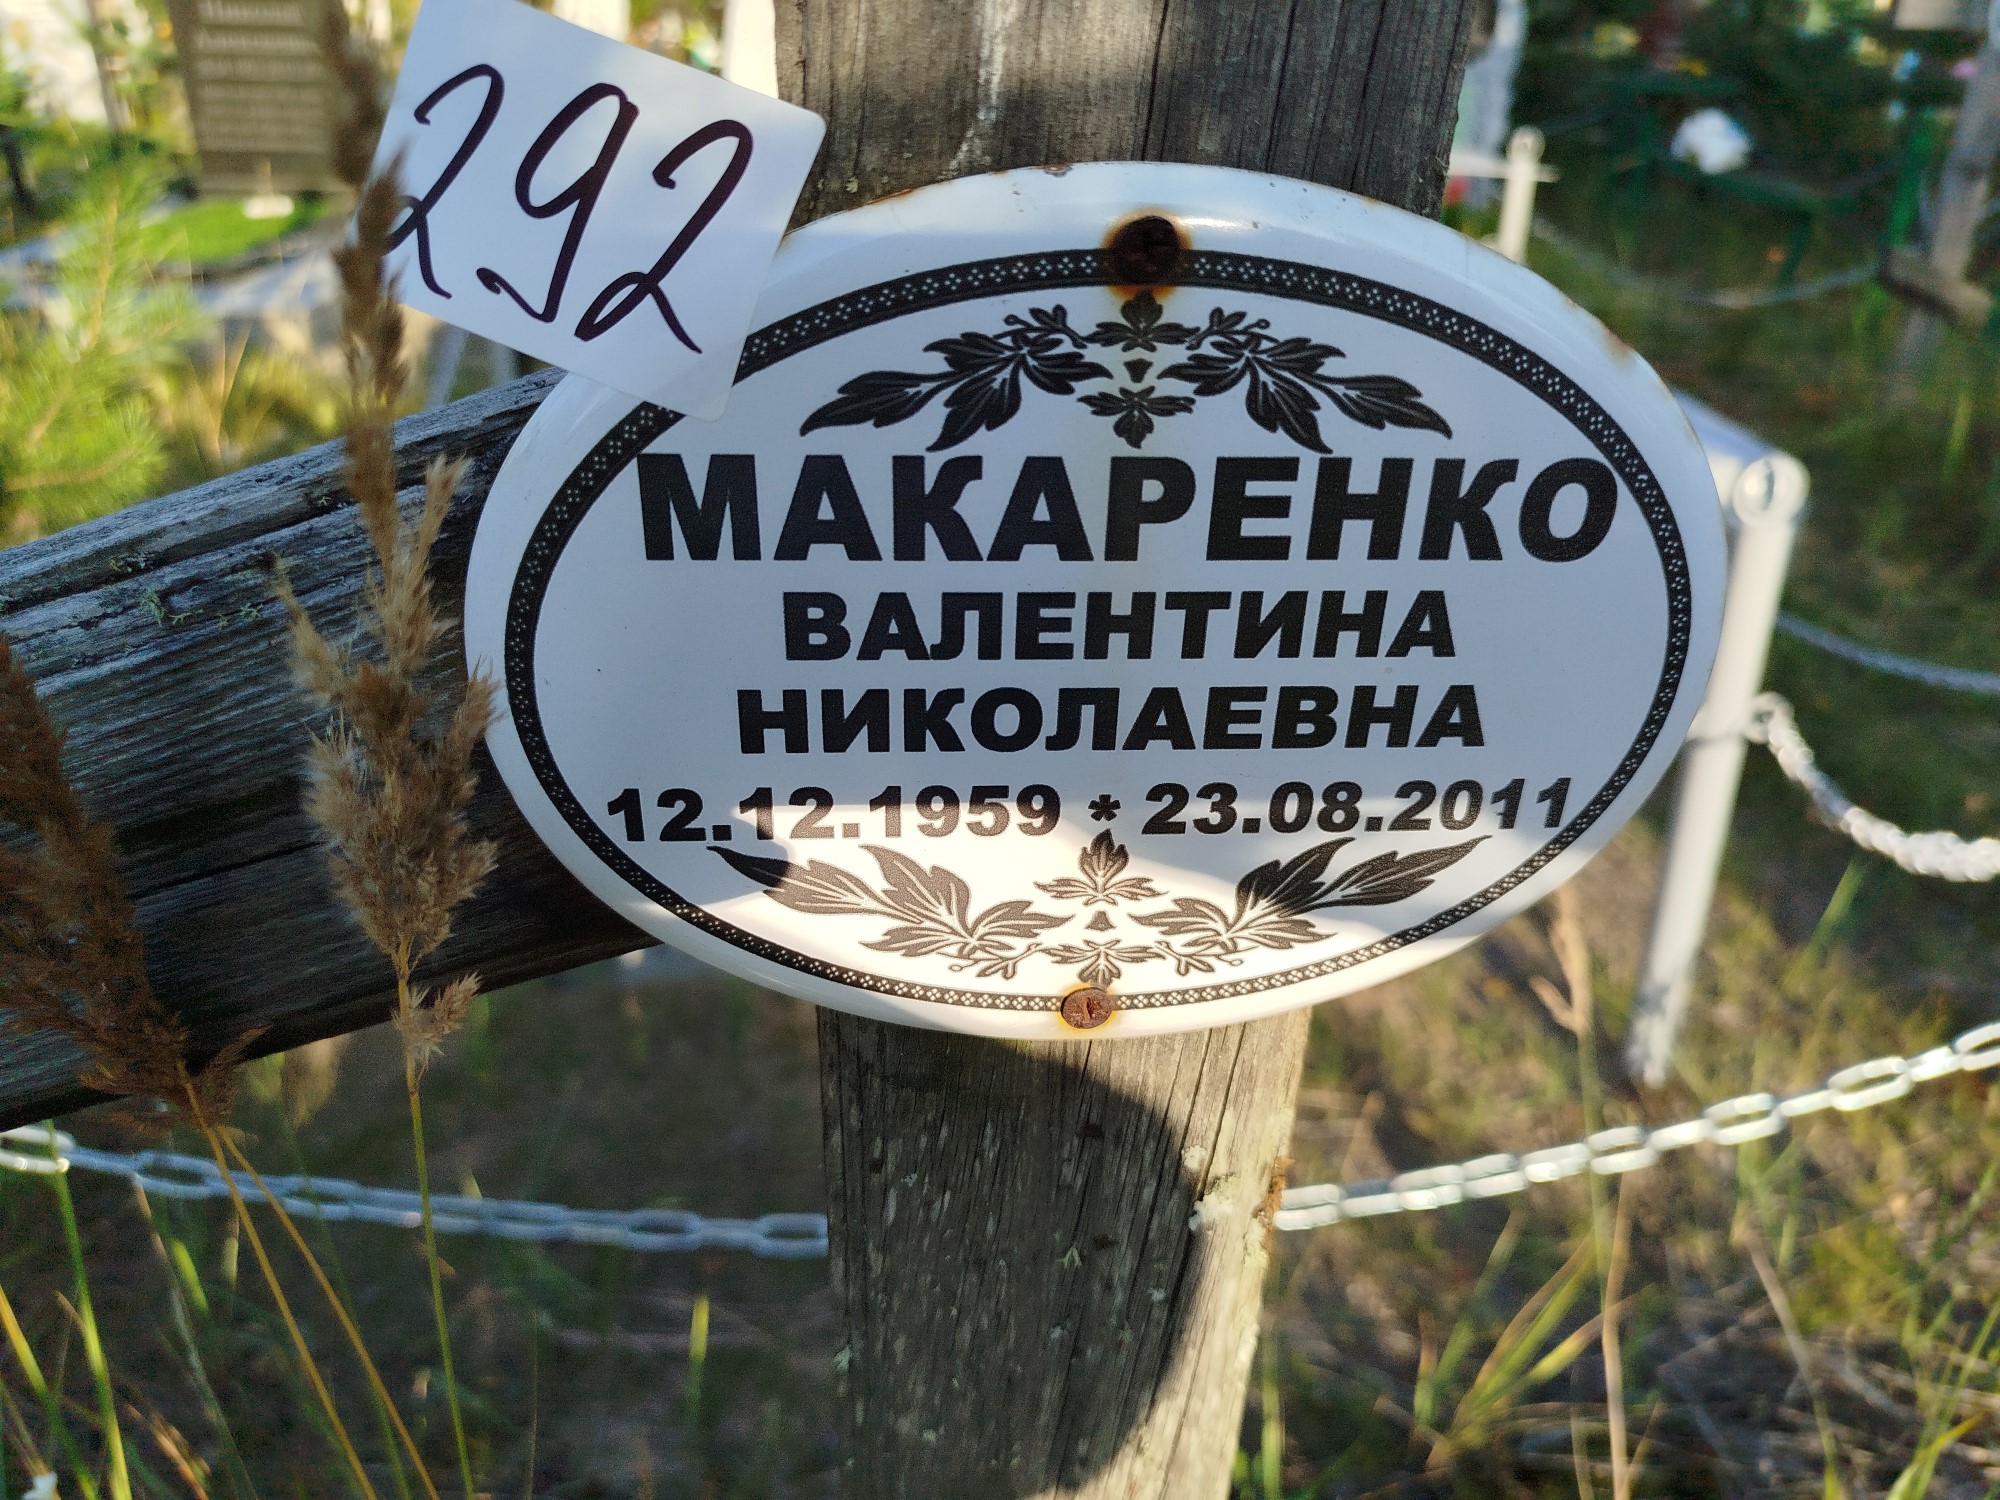 292
МАКАРЕНКО
ВАЛЕНТИНА
НИКОЛАЕВНА
12.12.1959 * 23.08.2011